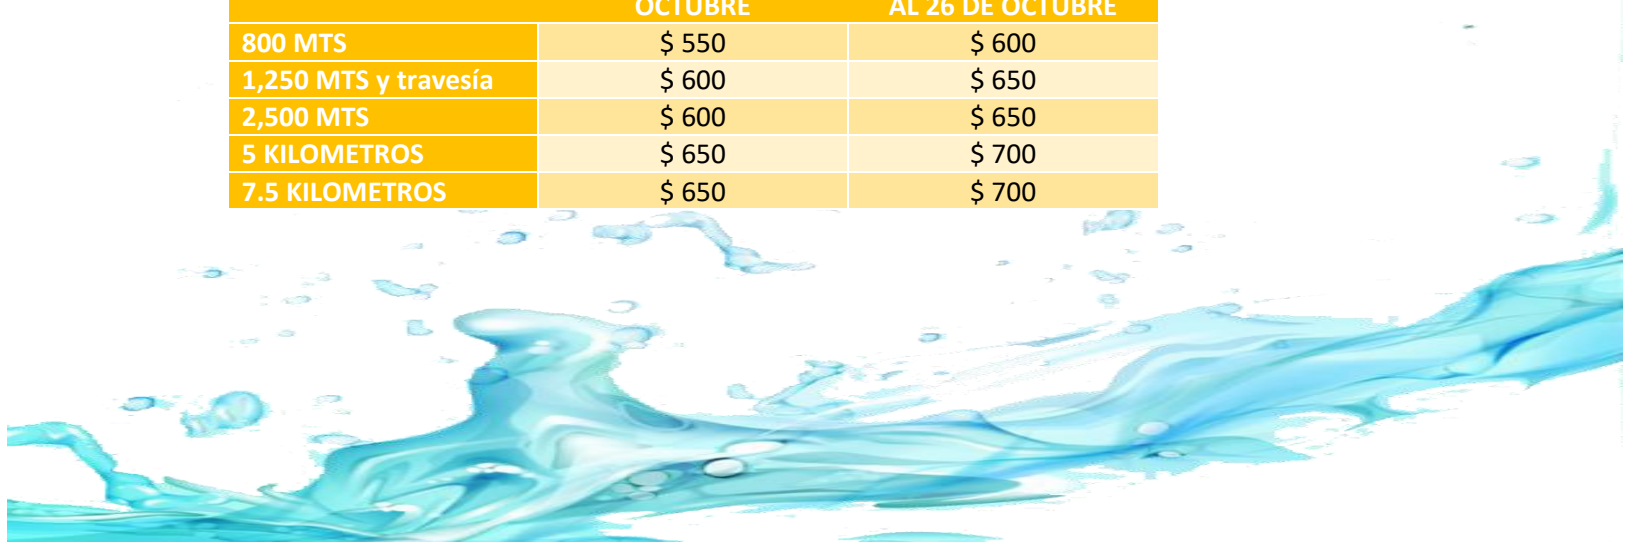 OCTUBRE AL 26 DE OCTUBRE
800 MTS $ 550 $ 600
1,250 MTS y travesía $ 600 $ 650
2,500 MTS $ 600 $ 650
5 KILOMETROS $ 650 $ 700
7.5 KILOMETROS $ 650 $ 700